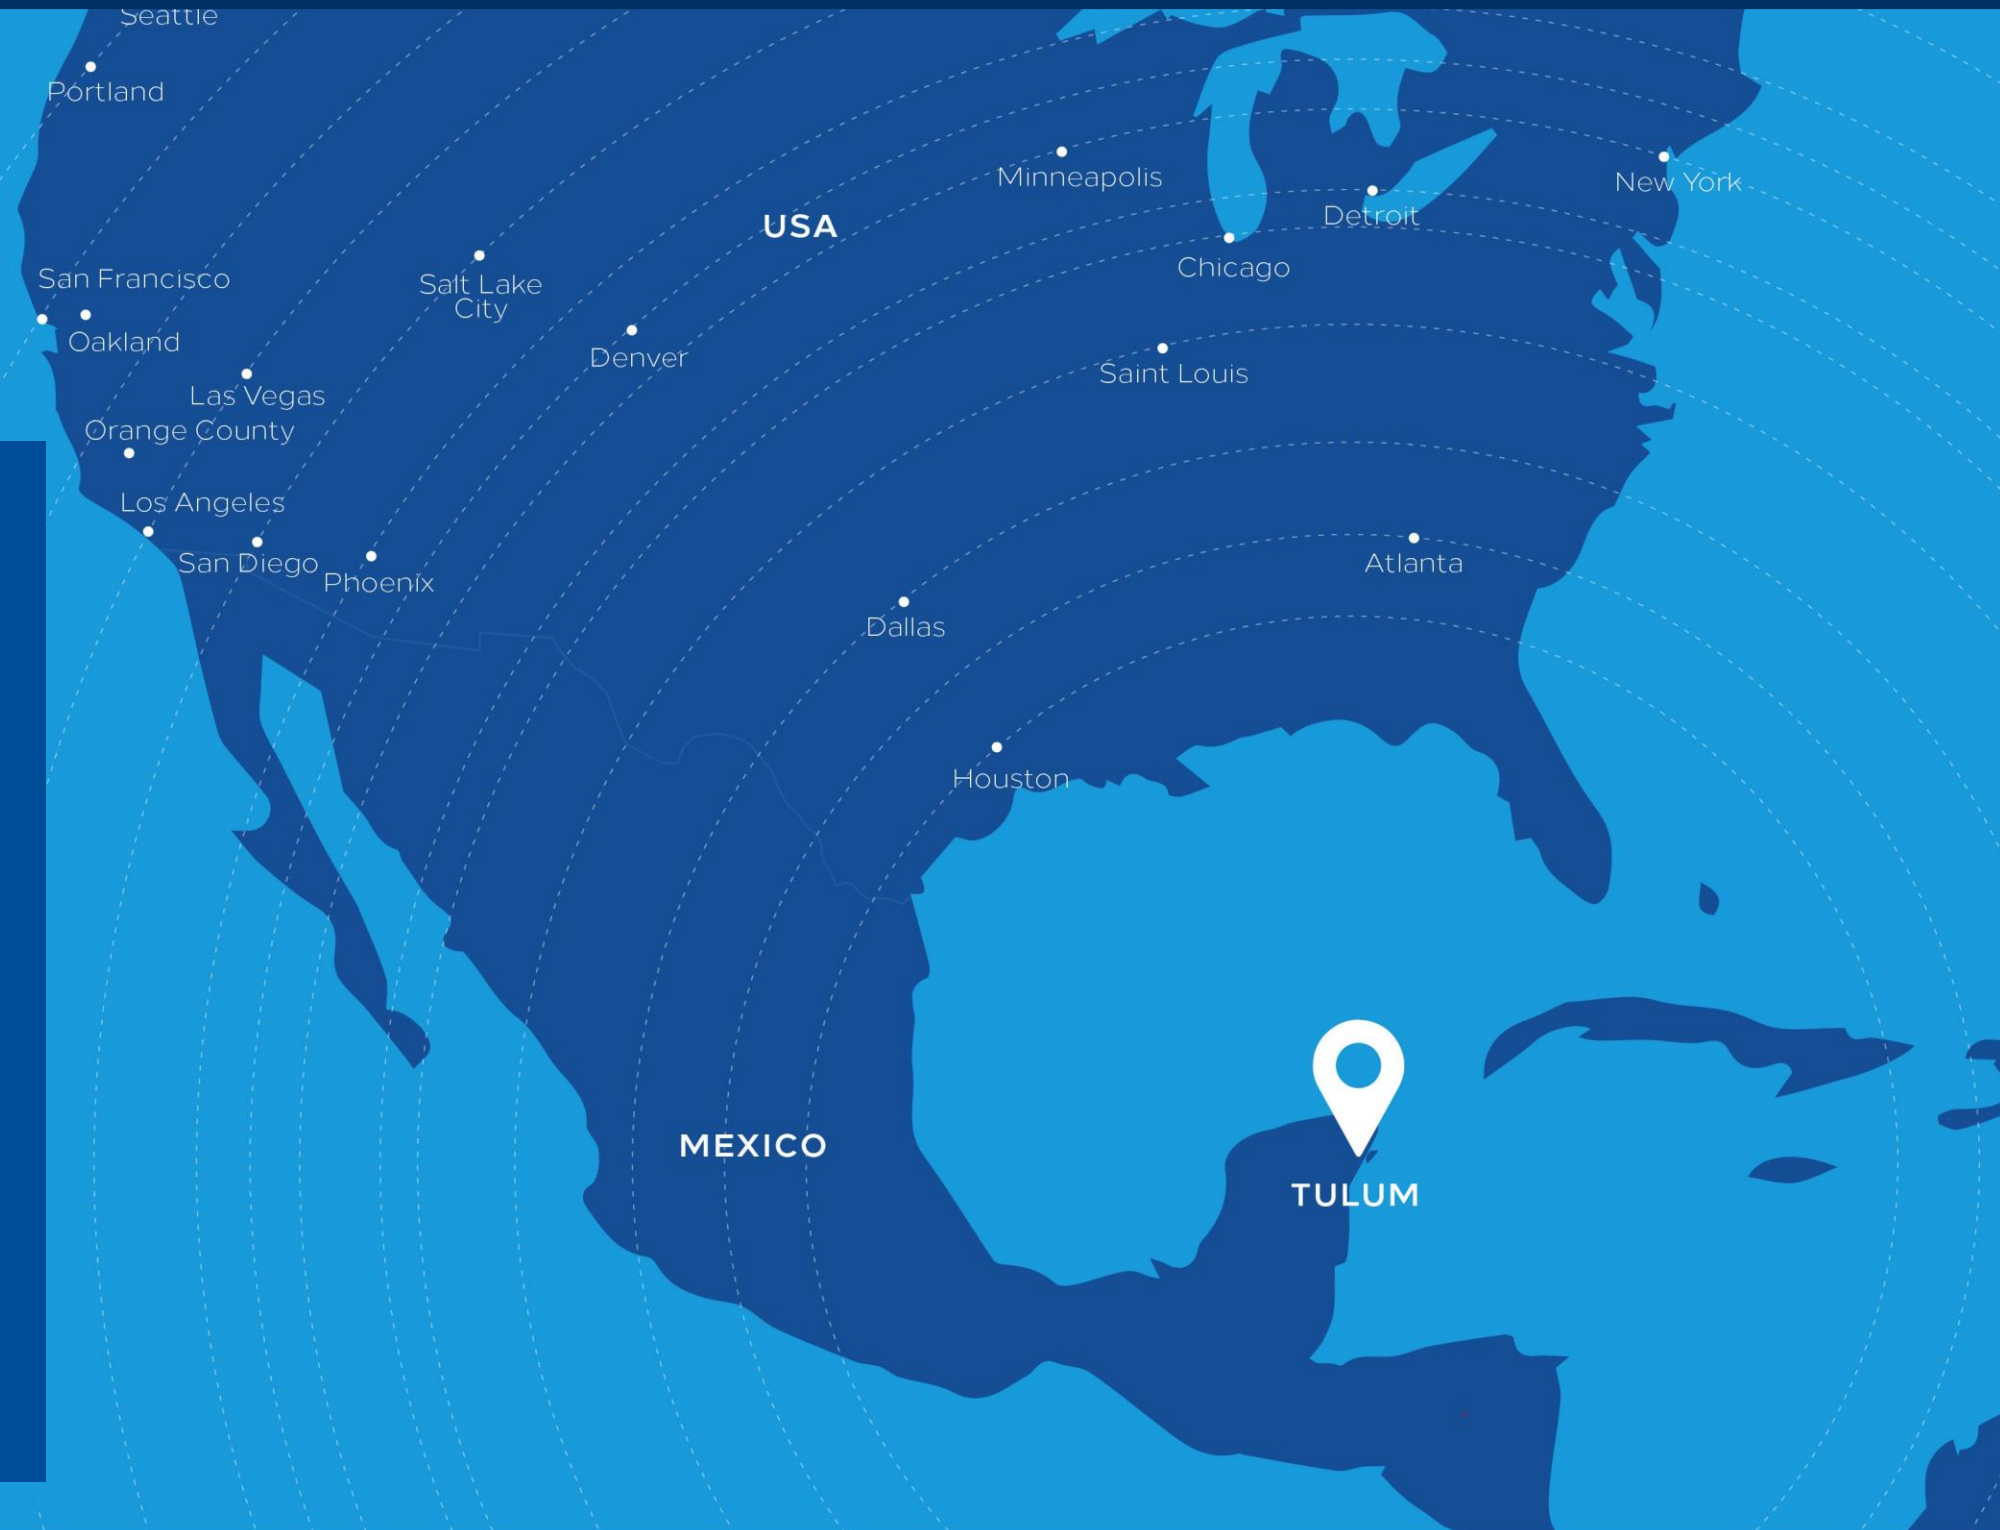 Seattle
Portland
Minneapolis
New York
Detroit
USA
Chicago
San Francisco
Salt Lake
City
Oakland
Denver
Saint Louis
Las Vegas
Orange County
Los Angeles
San Diego
Phoenix
Atlanta
Dallas
Houston
MEXICO
TULUM